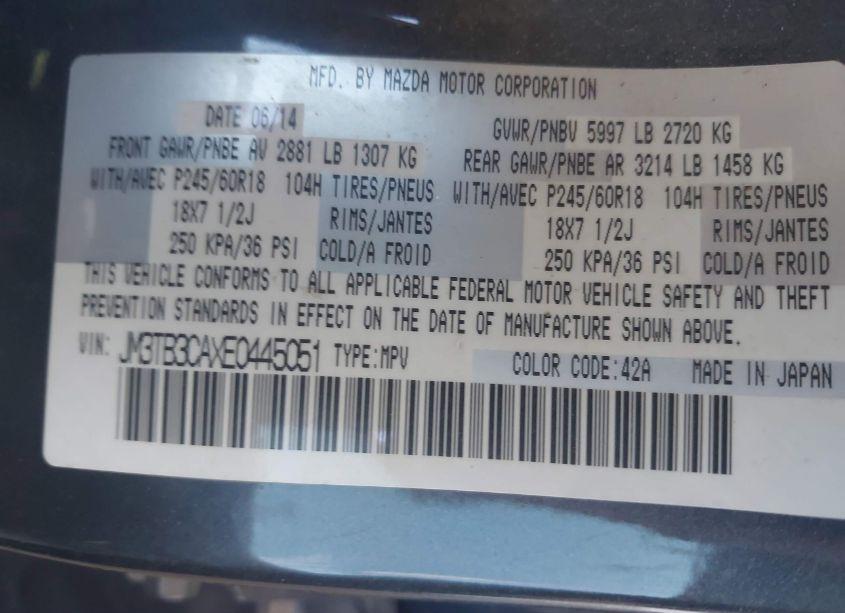 MFD. BY MAZDA MOTOR CORPORATION
DATE 06/14 GVWR/PNBV 5997 LB 2720 KG
FRONT GAWR/PNBE AV 2881 LB 1307 KG REAR GAWR/PNBE AR 3214 LB 1458 KG
WITH/AVEC P245/60R18 104H TIRES/PNEUS WITH/AVEC P245/60R18 104H TIRES/PNEUS
18X7 1/2J RIMS/JANTES 18X7 1/2J RIMS/JANTES
250 KPA/36 PSI COLD/A FROID 250 KPA/36 PSI COLD/A FROID
THIS VEHICLE CONFORMS TO ALL APPLICABLE FEDERAL MOTOR VEHICLE SAFETY AND THEFT
PREVENTION STANDARDS IN EFFECT ON THE DATE OF MANUFACTURE SHOWN ABOVE.
VIN: JM3TB3CAXE0445051 TYPE:MPV COLOR CODE:42A MADE IN JAPAN